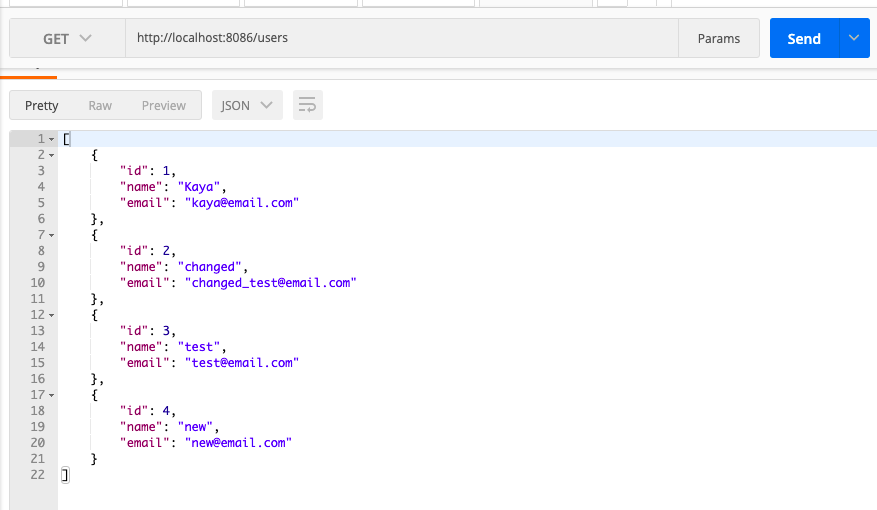 GET http://localhost:8086/users Params Send
Pretty Raw Preview JSON
1 [
2 {
3 "id": 1,
4 "name": "Kaya",
5 "email": "kaya@email.com"
6 },
7 {
8 "id": 2,
9 "name": "changed",
10 "email": "changed_test@email.com"
11 },
12 {
13 "id": 3,
14 "name": "test",
15 "email": "test@email.com"
16 },
17 {
18 "id": 4,
19 "name": "new",
20 "email": "new@email.com"
21 }
22 ]